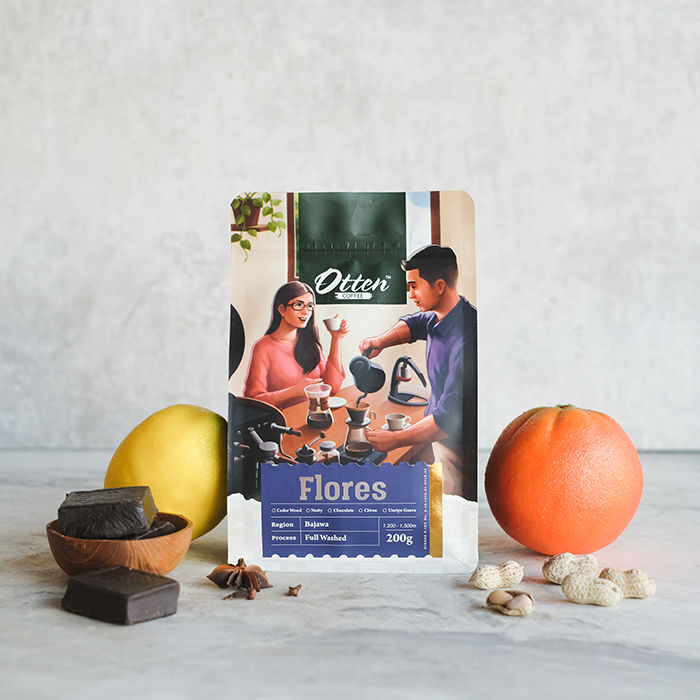 Otten™
COFFEE
Flores
Cedar Wood Nutty Chocolate Citrus Unripe Guava
Region Bajawa 1.200 - 1.500m
Process Full Washed 200g